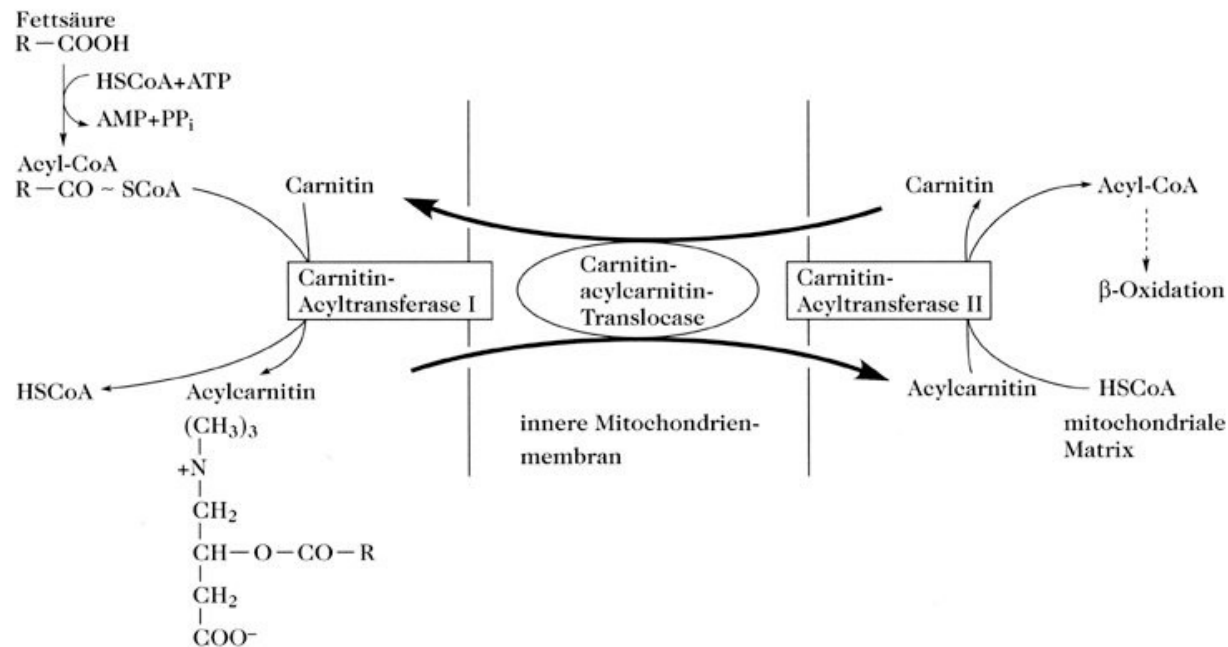 Fettsäure
R—COOH
HSCoA+ATP
AMP+PPi
Acyl-CoA
R—CO ~ SCoA
Carnitin
Carnitin-
Acyltransferase I
HSCoA
Acylcarnitin
(CH3)3
+N
CH2
CH—O—CO—R
CH2
COO–
Carnitin-
acylcarnitin-
Translocase
innere Mitochondrien-
membran
Carnitin
Acyl-CoA
β-Oxidation
Carnitin-
Acyltransferase II
Acylcarnitin
HSCoA
mitochondriale
Matrix